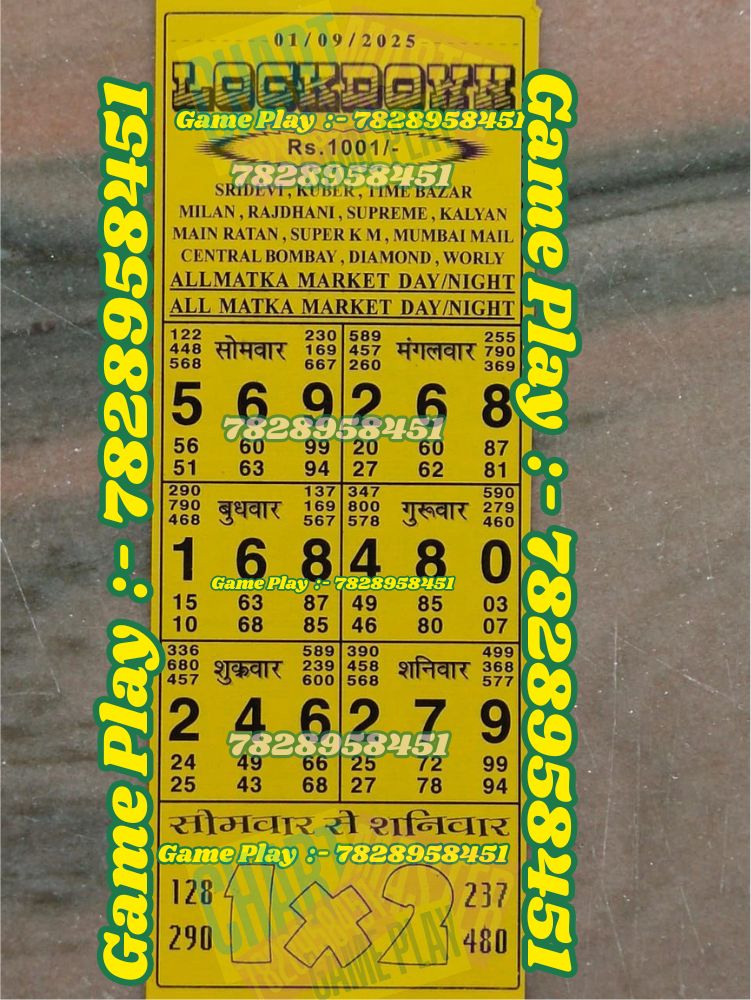 01/09/2025
LOCKDOWN
Game Play :- 7828958451
Rs.1001/-
7828958451
SRIDEVI , KUBER , TIME BAZAR
MILAN , RAJDHANI , SUPREME , KALYAN
MAIN RATAN , SUPER K M , MUMBAI MAIL
CENTRAL BOMBAY , DIAMOND , WORLY
ALLMATKA MARKET DAY/NIGHT
ALL MATKA MARKET DAY/NIGHT
122 230 589 255
448 सोमवार 169 457 मंगलवार 790
568 667 260 369
5 6 9 2 6 8
7828958451
56 60 99 20 60 87
51 63 94 27 62 81
290 137 347 590
790 बुधवार 169 800 गुरूवार 279
468 567 578 460
1 6 8 4 8 0
Game Play :- 7828958451
15 63 87 49 85 03
10 68 85 46 80 07
336 589 390 499
680 शुक्रवार 239 458 शनिवार 368
457 600 568 577
2 4 6 2 7 9
7828958451
24 49 66 25 72 99
25 43 68 27 78 94
सोमवार से शनिवार
Game Play :- 7828958451
128 1+2 237
290 480
CHART
GAME PLAY
Game Play :- 7828958451
Game Play :- 7828958451